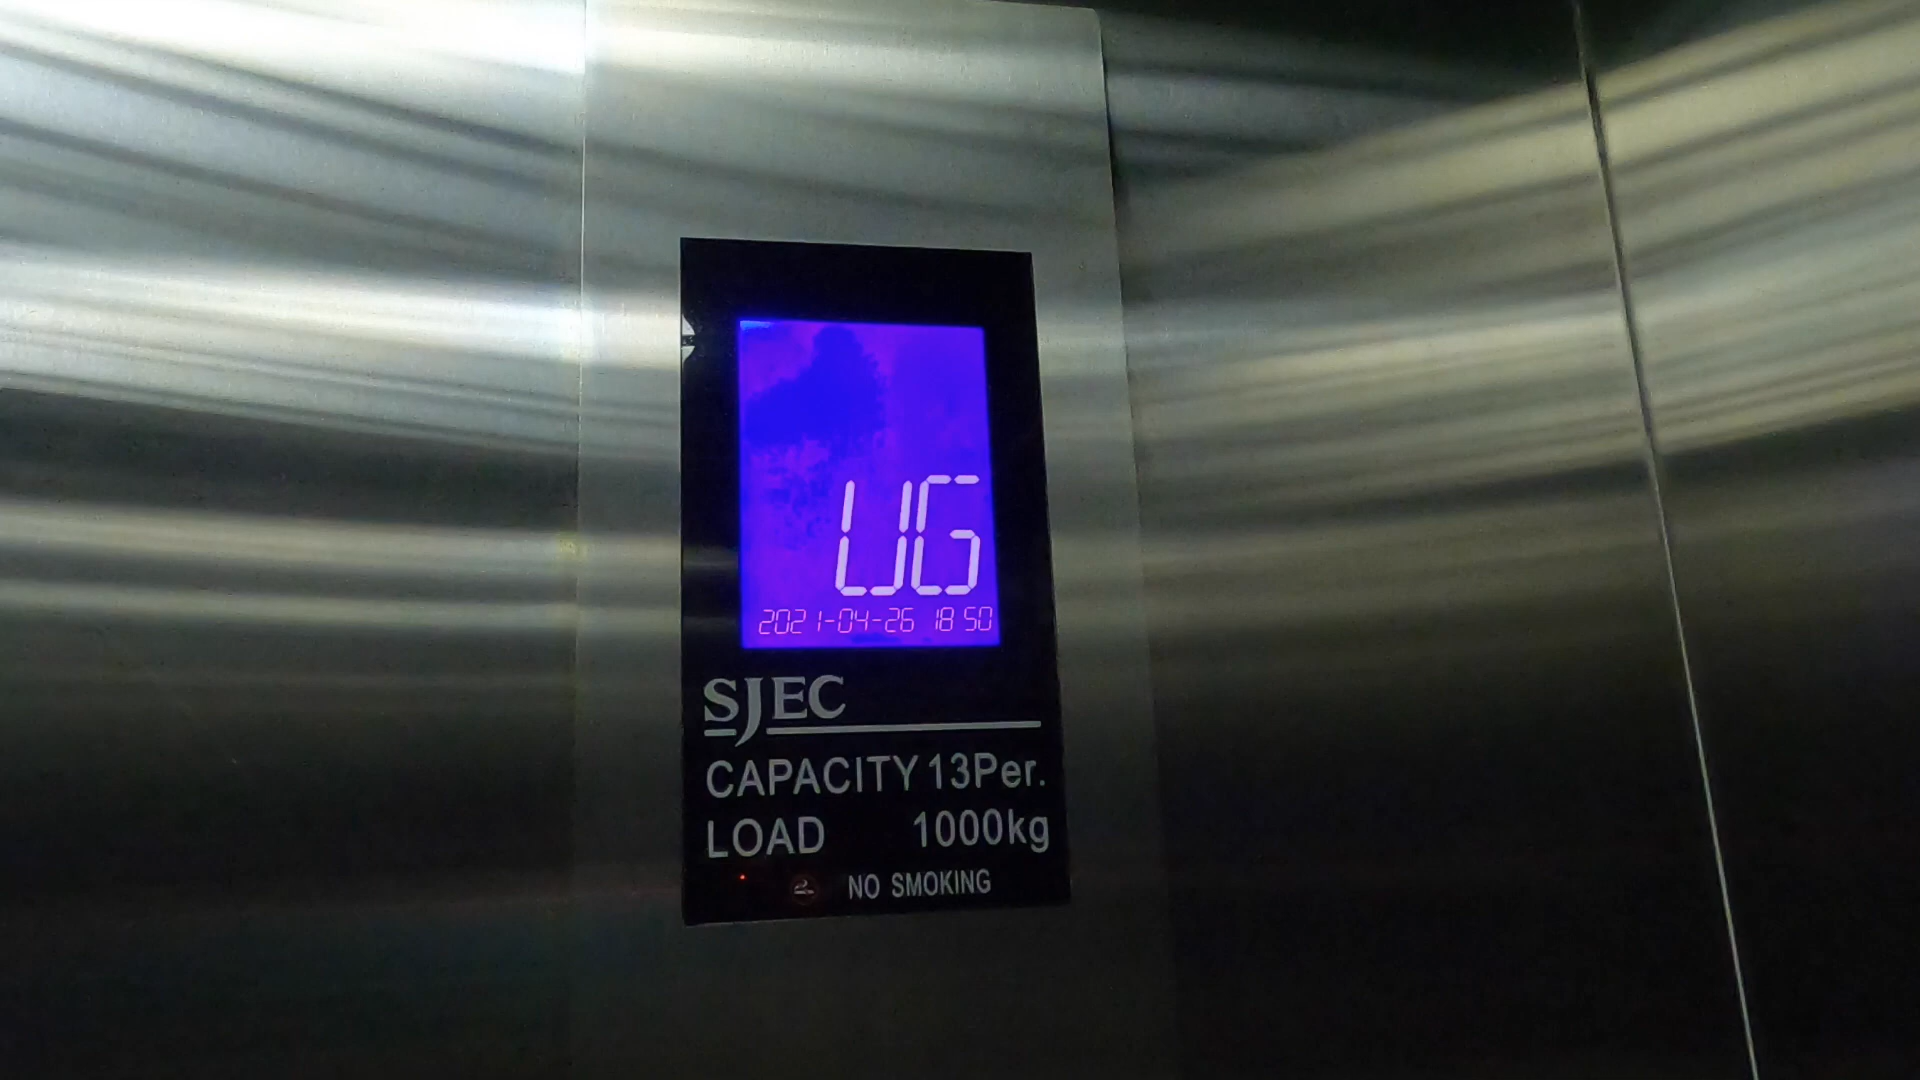 UG
2021-04-26 18 50
SJEC
CAPACITY 13Per.
LOAD 1000kg
NO SMOKING